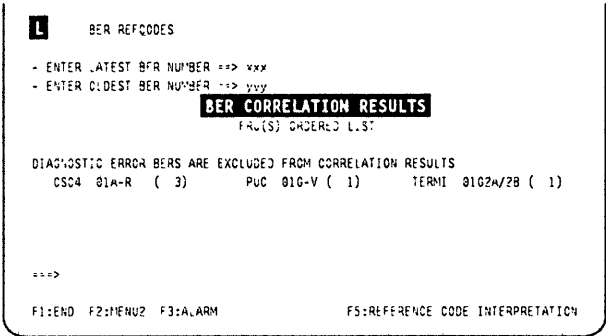 L BER REFCODES
- ENTER LATEST BER NUMBER ==> xxx
- ENTER OLDEST BER NUMBER ==> yyy
BER CORRELATION RESULTS
FRU(S) ORDERED LIST
DIAGNOSTIC ERROR BERS ARE EXCLUDED FROM CORRELATION RESULTS
CSC4 01A-R ( 3) PUC 01G-V ( 1) TERMI 01G2A/2B ( 1)
===>
F1:END F2:MENU2 F3:ALARM F5:REFERENCE CODE INTERPRETATION